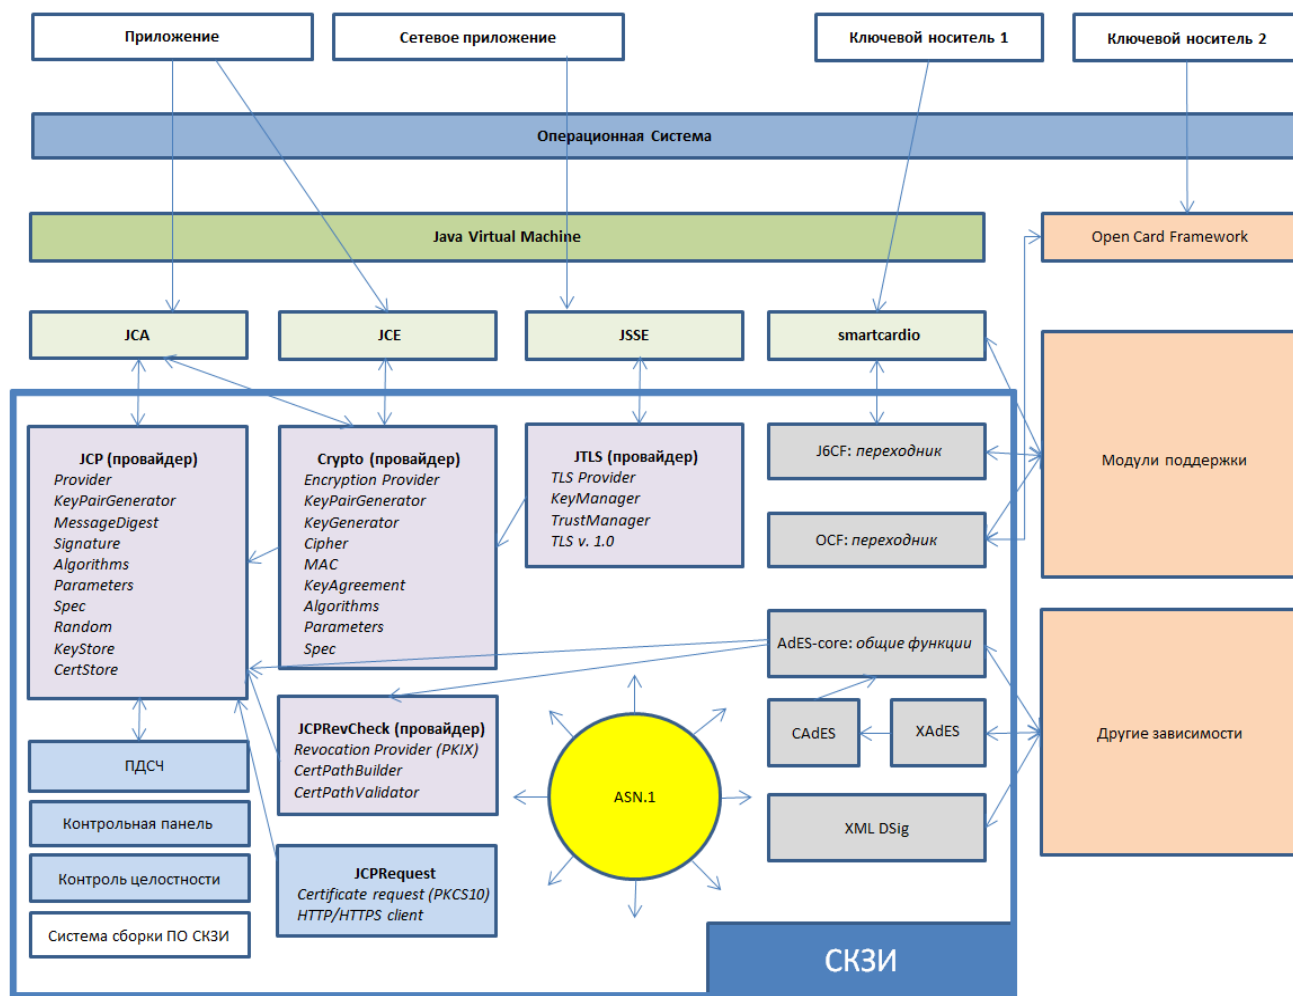 Приложение
Сетевое приложение
Ключевой носитель 1
Ключевой носитель 2
Операционная Система
Java Virtual Machine
Open Card Framework
JCA
JCE
JSSE
smartcardio
JCP (провайдер)
Provider
KeyPairGenerator
MessageDigest
Signature
Algorithms
Parameters
Spec
Random
KeyStore
CertStore
Crypto (провайдер)
Encryption Provider
KeyPairGenerator
KeyGenerator
Cipher
MAC
KeyAgreement
Algorithms
Parameters
Spec
JTLS (провайдер)
TLS Provider
KeyManager
TrustManager
TLS v. 1.0
J6CF: переходник
OCF: переходник
Модули поддержки
AdES-core: общие функции
CAdES
XAdES
XML DSig
Другие зависимости
JCPRevCheck (провайдер)
Revocation Provider (PKIX)
CertPathBuilder
CertPathValidator
ASN.1
ПДСЧ
Контрольная панель
Контроль целостности
Система сборки ПО СКЗИ
JCPRequest
Certificate request (PKCS10)
HTTP/HTTPS client
СКЗИ